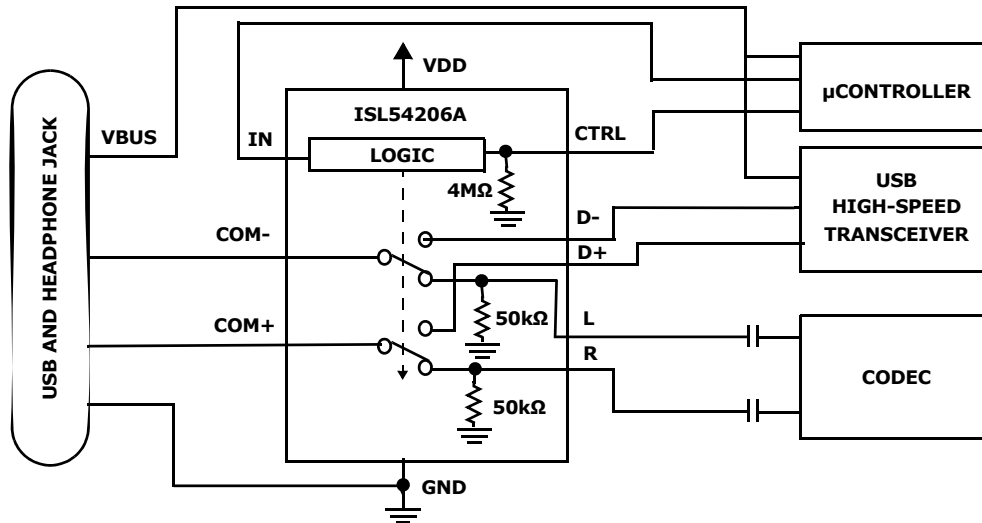 VDD
ISL54206A
µCONTROLLER
VBUS
IN
CTRL
LOGIC
4MΩ
USB
HIGH-SPEED
TRANSCEIVER
D-
COM-
D+
USB AND HEADPHONE JACK
50kΩ
L
COM+
R
CODEC
50kΩ
GND